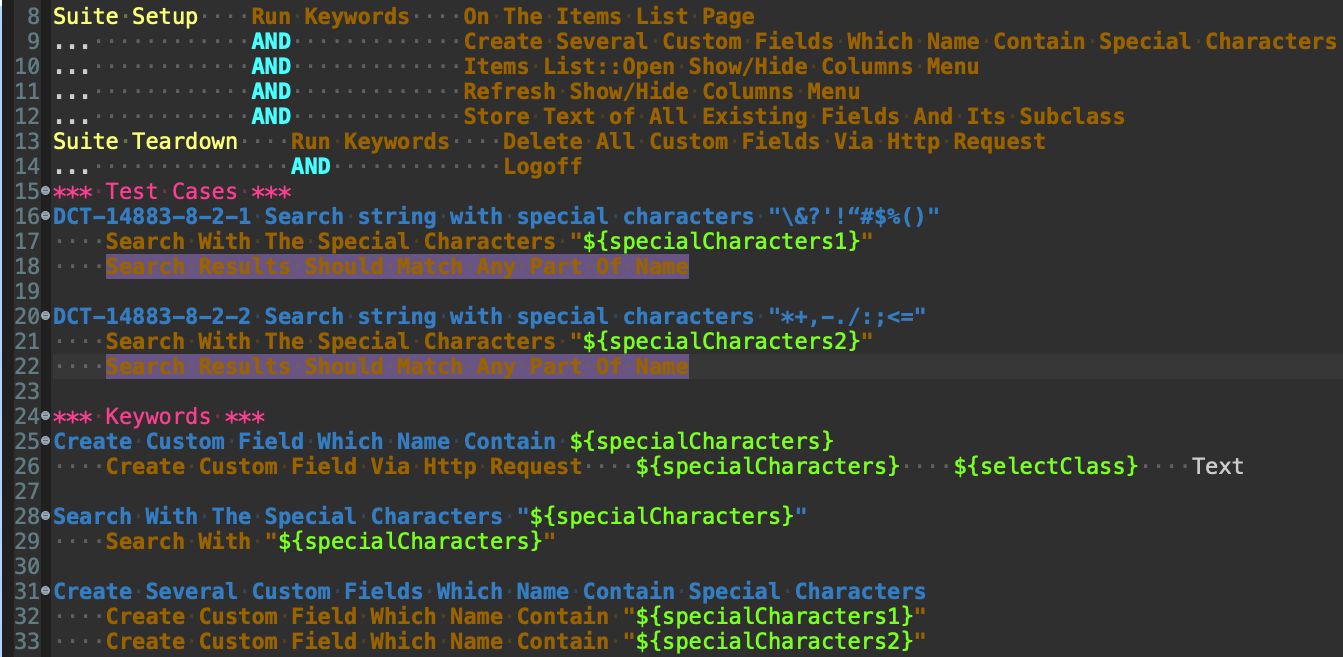 8 Suite Setup    Run Keywords    On The Items List Page
9 ...            AND             Create Several Custom Fields Which Name Contain Special Characters
10 ...            AND             Items List::Open Show/Hide Columns Menu
11 ...            AND             Refresh Show/Hide Columns Menu
12 ...            AND             Store Text of All Existing Fields And Its Subclass
13 Suite Teardown    Run Keywords    Delete All Custom Fields Via Http Request
14 ...               AND             Logoff
15 *** Test Cases ***
16 DCT-14883-8-2-1 Search string with special characters "\&?'!“#$%()"
17     Search With The Special Characters "${specialCharacters1}"
18     Search Results Should Match Any Part Of Name
19
20 DCT-14883-8-2-2 Search string with special characters "*+,-./:;<="
21     Search With The Special Characters "${specialCharacters2}"
22     Search Results Should Match Any Part Of Name
23
24 *** Keywords ***
25 Create Custom Field Which Name Contain ${specialCharacters}
26     Create Custom Field Via Http Request    ${specialCharacters}    ${selectClass}    Text
27
28 Search With The Special Characters "${specialCharacters}"
29     Search With "${specialCharacters}"
30
31 Create Several Custom Fields Which Name Contain Special Characters
32     Create Custom Field Which Name Contain "${specialCharacters1}"
33     Create Custom Field Which Name Contain "${specialCharacters2}"